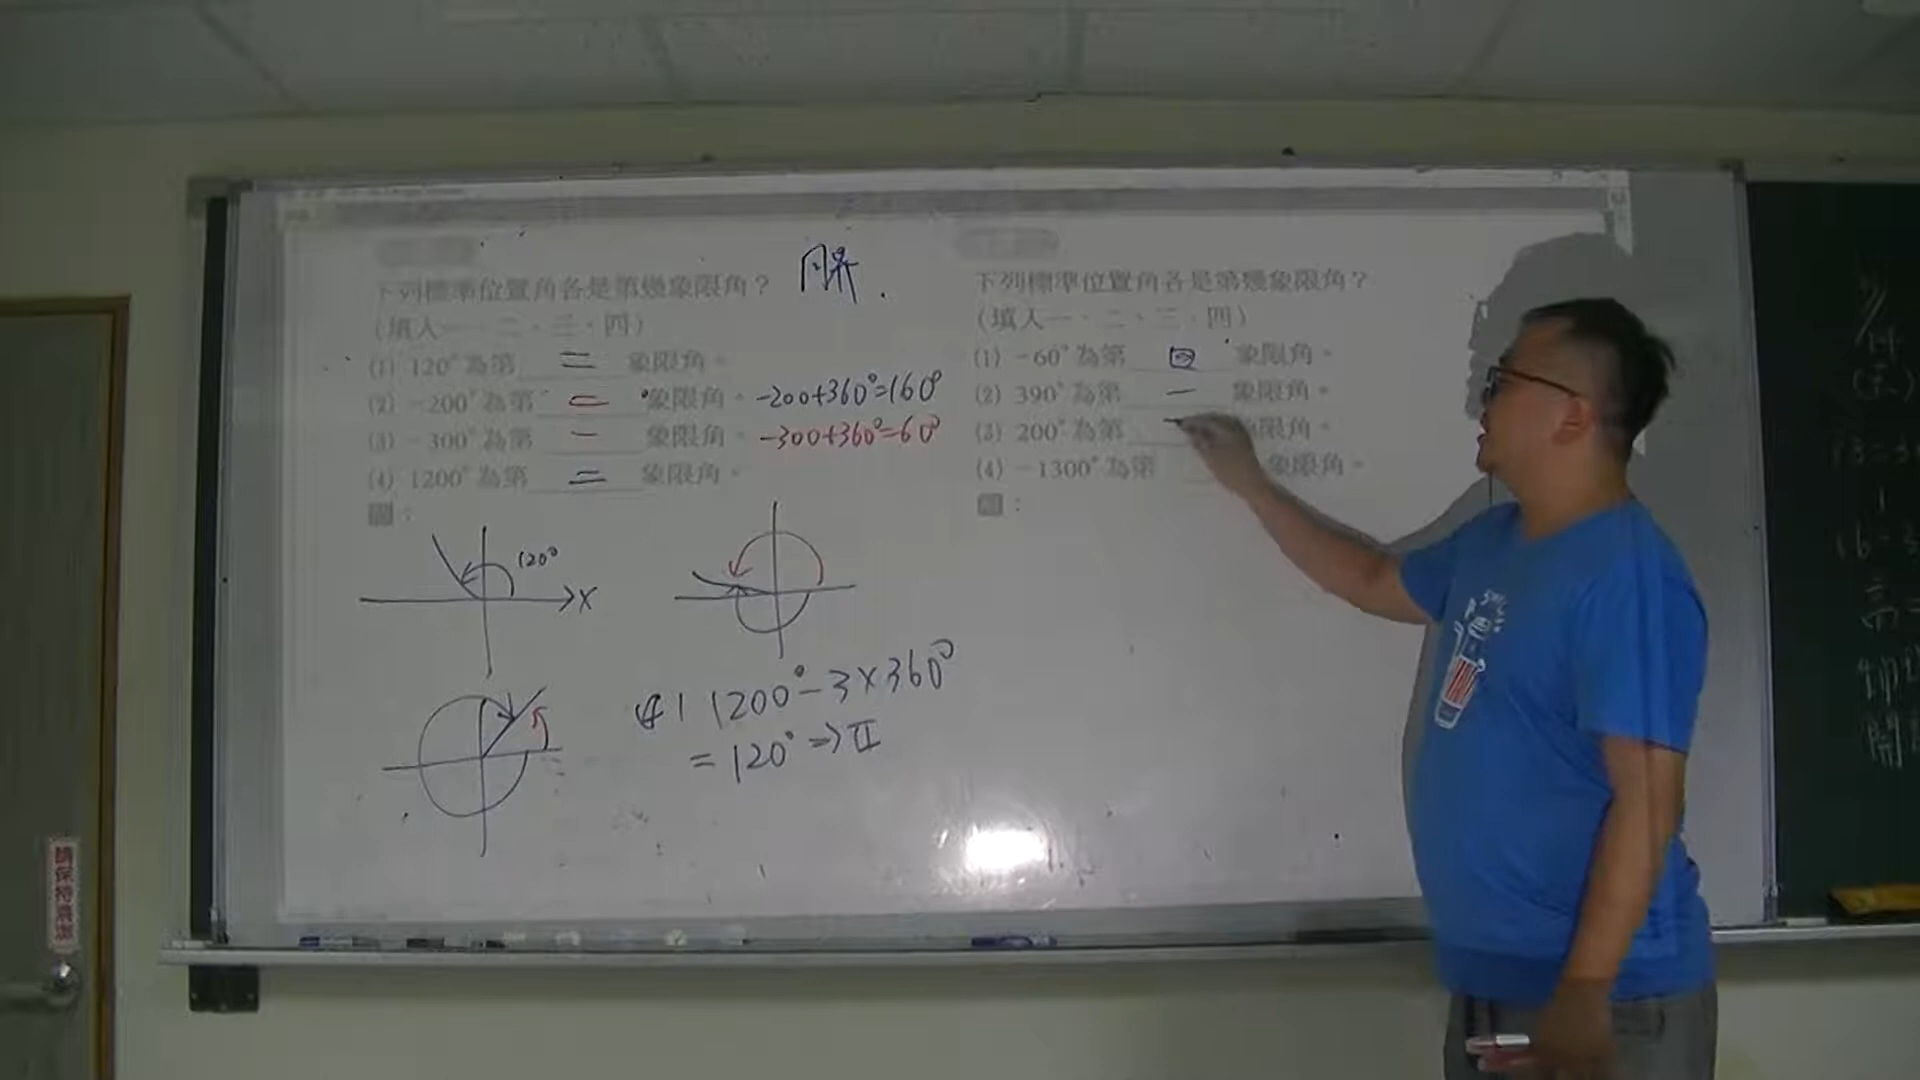 下列標準位置角各是第幾象限角？
（填入一、二、三、四）
(1) 120°為第 二 象限角。
(2) -200°為第 二 象限角。 -200+360°=160°
(3) -300°為第 一 象限角。 -300+360°=60°
(4) 1200°為第 二 象限角。
圖：
120°
X
1200°-3×360°
=120°⇒II
下列標準位置角各是第幾象限角？
（填入一、二、三、四）
(1) -60°為第 四 象限角。
(2) 390°為第 一 象限角。
(3) 200°為第 象限角。
(4) -1300°為第 象限角。
圖：
請保持清潔